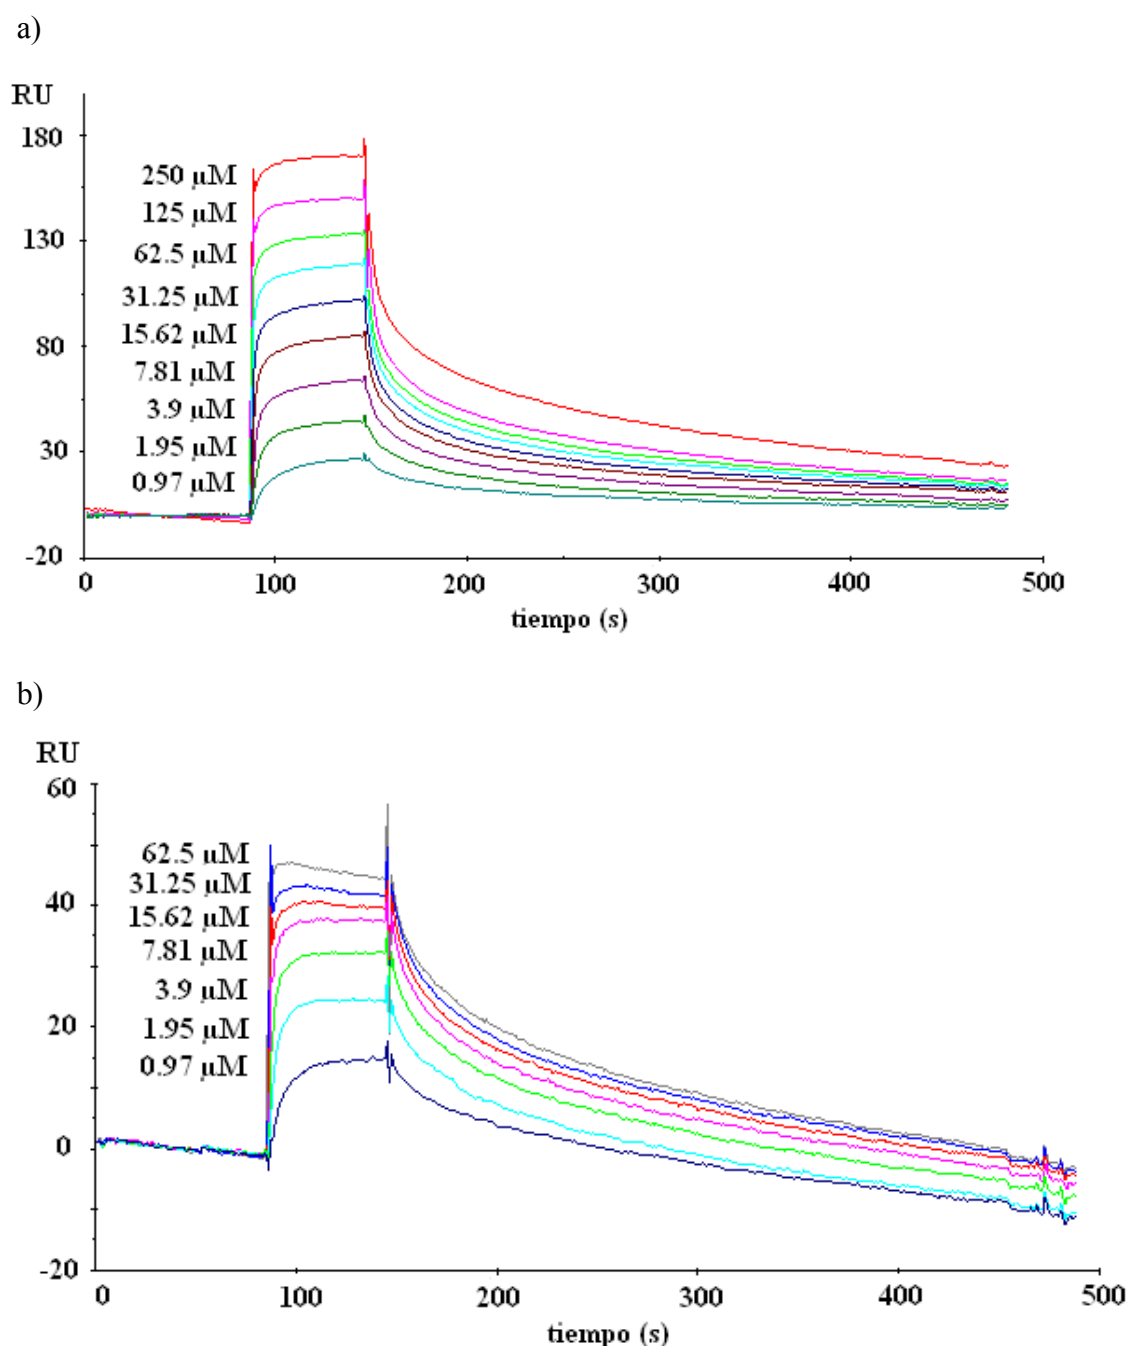 a)
RU
180
250 µM
125 µM
130
62.5 µM
31.25 µM
15.62 µM
80
7.81 µM
3.9 µM
30
1.95 µM
0.97 µM
-20
0 100 200 300 400 500
tiempo (s)
b)
RU
60
62.5 µM
31.25 µM
40
15.62 µM
7.81 µM
3.9 µM
20
1.95 µM
0.97 µM
0
-20
0 100 200 300 400 500
tiempo (s)